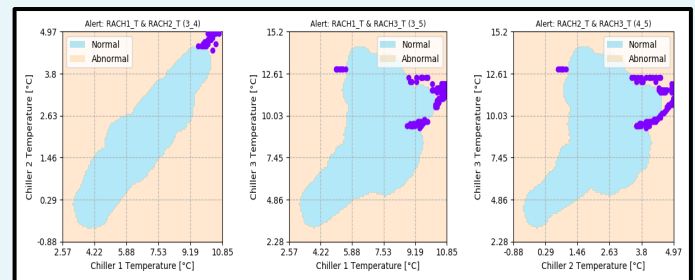 Alert: RACH1_T & RACH2_T (3_4)
4.97
3.8
2.63
1.46
0.29
-0.88
Chiller 2 Temperature [°C]
Normal
Abnormal
2.57 4.22 5.88 7.53 9.19 10.85
Chiller 1 Temperature [°C]
Alert: RACH1_T & RACH3_T (3_5)
15.2
12.61
10.03
7.45
4.86
2.28
Chiller 3 Temperature [°C]
Normal
Abnormal
2.57 4.22 5.88 7.53 9.19 10.85
Chiller 1 Temperature [°C]
Alert: RACH2_T & RACH3_T (4_5)
15.2
12.61
10.03
7.45
4.86
2.28
Chiller 3 Temperature [°C]
Normal
Abnormal
-0.88 0.29 1.46 2.63 3.8 4.97
Chiller 2 Temperature [°C]